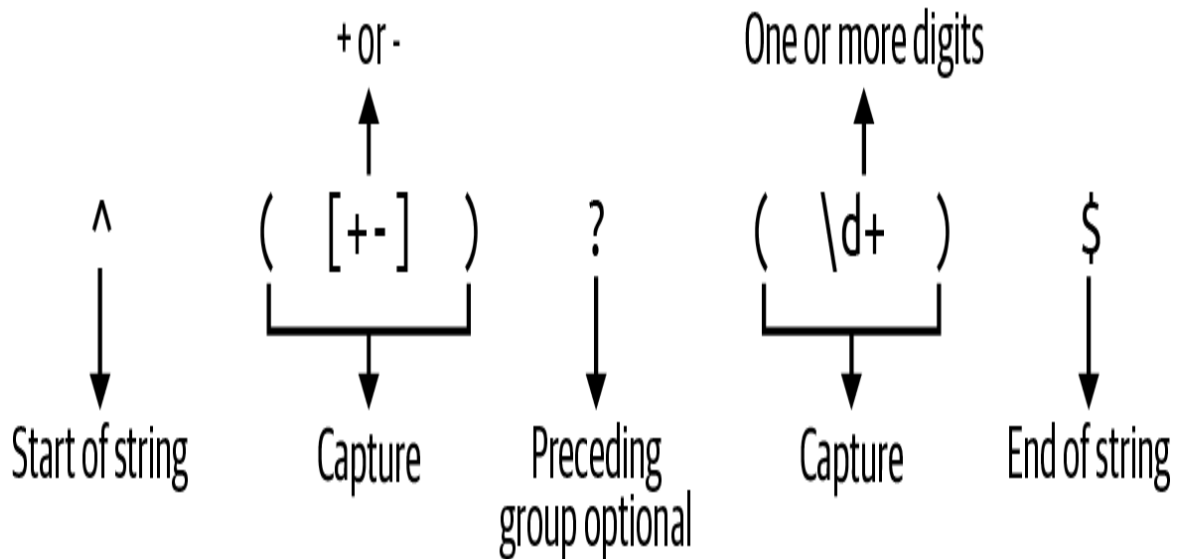 + or -
One or more digits
^ ( [+-] ) ? ( \d+ ) $
Start of string
Capture
Preceding
group optional
Capture
End of string